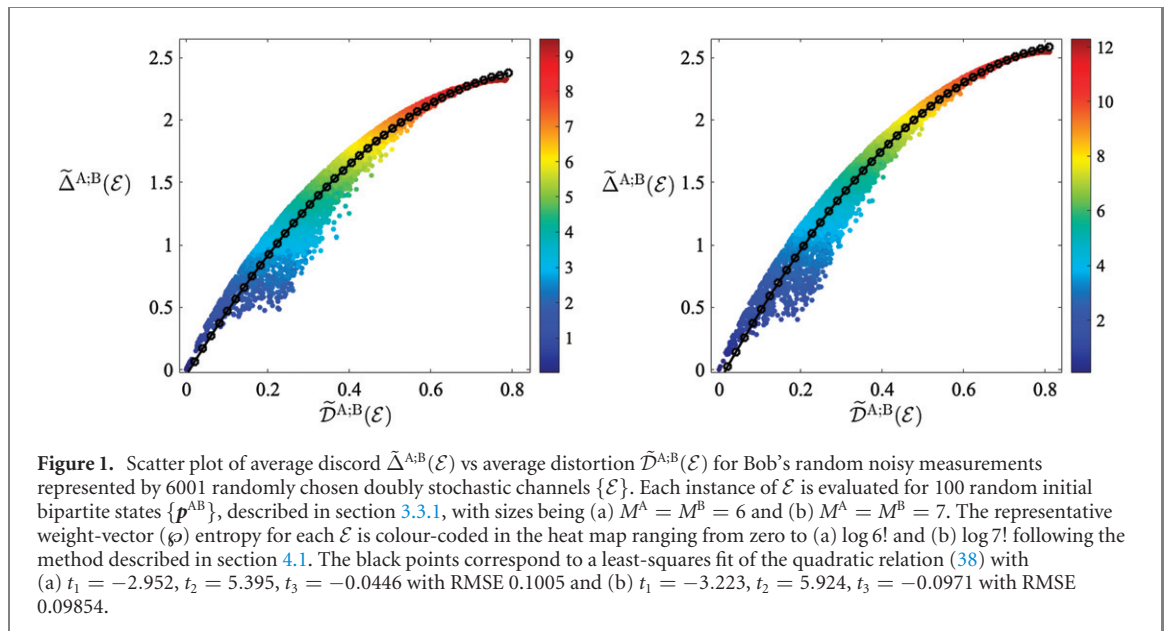 2.5
2
1.5
1
0.5
0
Δ̃ᴬ;ᴮ(ℰ)
0 0.2 0.4 0.6 0.8
𝒟̃ᴬ;ᴮ(ℰ)
9
8
7
6
5
4
3
2
1
2.5
2
1.5
1
0.5
0
Δ̃ᴬ;ᴮ(ℰ)
0 0.2 0.4 0.6 0.8
𝒟̃ᴬ;ᴮ(ℰ)
12
10
8
6
4
2
Figure 1. Scatter plot of average discord Δ̃ᴬ;ᴮ(ℰ) vs average distortion 𝒟̃ᴬ;ᴮ(ℰ) for Bob's random noisy measurements
represented by 6001 randomly chosen doubly stochastic channels {ℰ}. Each instance of ℰ is evaluated for 100 random initial
bipartite states {𝒑ᴬᴮ}, described in section 3.3.1, with sizes being (a) Mᴬ = Mᴮ = 6 and (b) Mᴬ = Mᴮ = 7. The representative
weight-vector (℘) entropy for each ℰ is colour-coded in the heat map ranging from zero to (a) log 6! and (b) log 7! following the
method described in section 4.1. The black points correspond to a least-squares fit of the quadratic relation (38) with
(a) t₁ = −2.952, t₂ = 5.395, t₃ = −0.0446 with RMSE 0.1005 and (b) t₁ = −3.223, t₂ = 5.924, t₃ = −0.0971 with RMSE
0.09854.